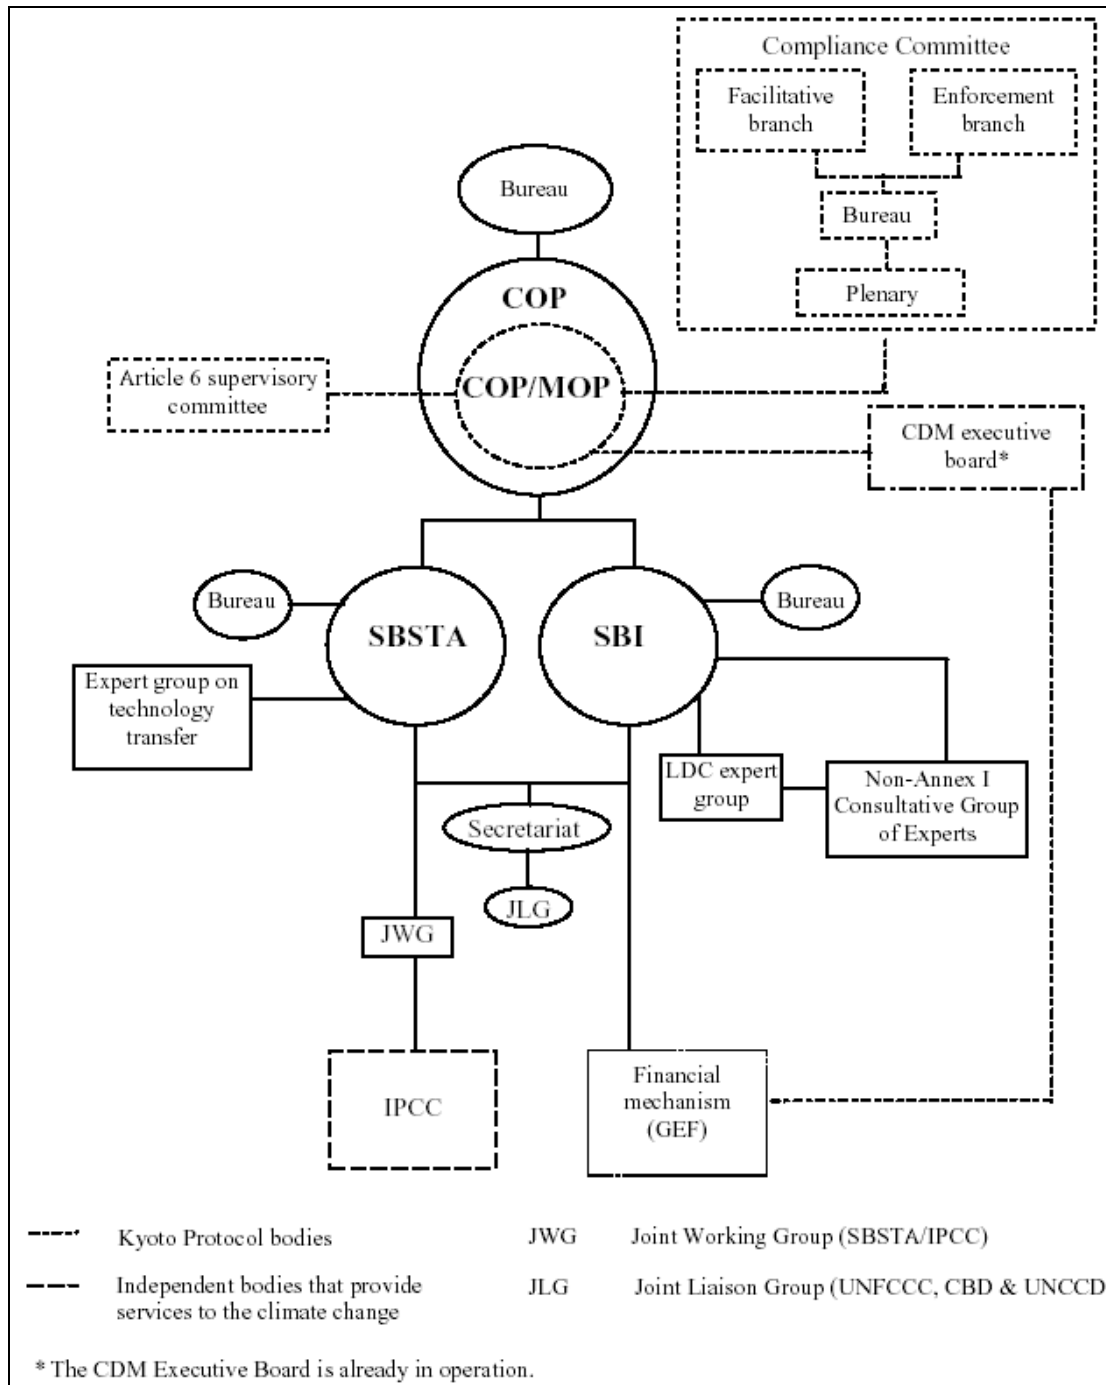 Compliance Committee
Facilitative
branch
Enforcement
branch
Bureau
Plenary
Bureau
COP
COP/MOP
Article 6 supervisory
committee
CDM executive
board*
Bureau
SBSTA
SBI
Bureau
Expert group on
technology
transfer
LDC expert
group
Non-Annex I
Consultative Group
of Experts
Secretariat
JLG
JWG
IPCC
Financial
mechanism
(GEF)
Kyoto Protocol bodies
JWG Joint Working Group (SBSTA/IPCC)
Independent bodies that provide
services to the climate change
JLG Joint Liaison Group (UNFCCC, CBD & UNCCD
* The CDM Executive Board is already in operation.